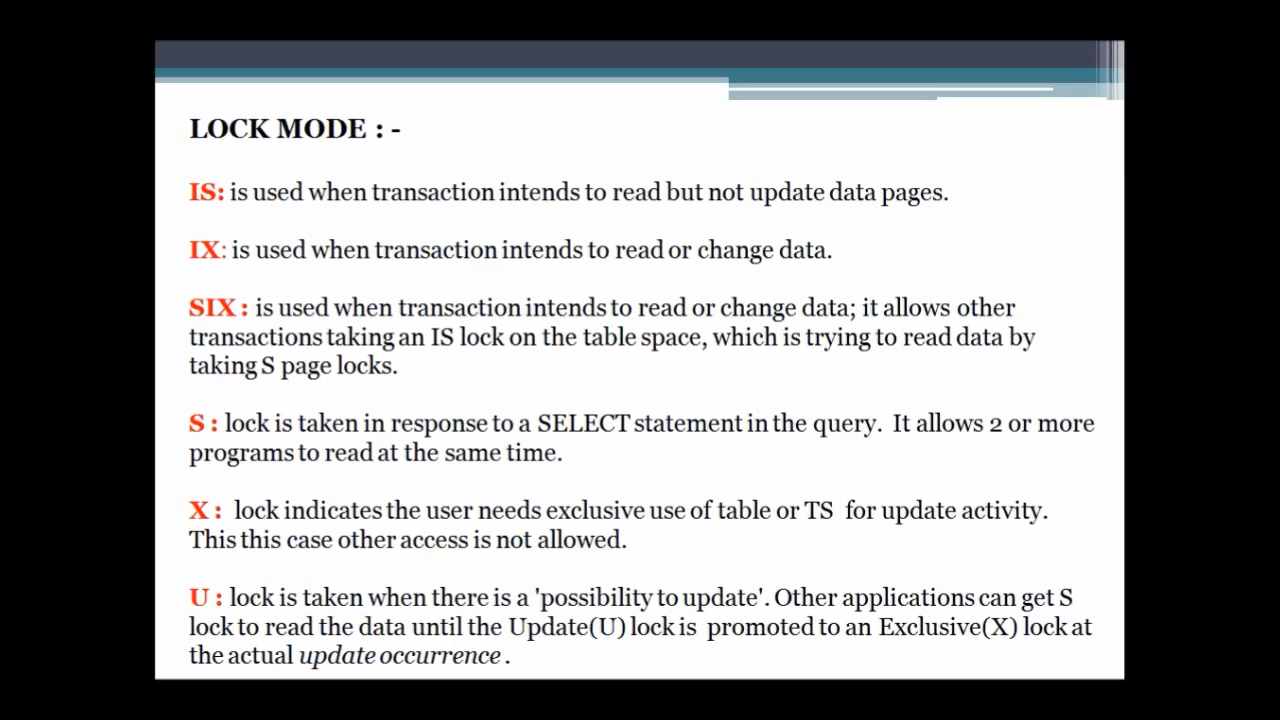 LOCK MODE : -
IS: is used when transaction intends to read but not update data pages.
IX: is used when transaction intends to read or change data.
SIX : is used when transaction intends to read or change data; it allows other
transactions taking an IS lock on the table space, which is trying to read data by
taking S page locks.
S : lock is taken in response to a SELECT statement in the query. It allows 2 or more
programs to read at the same time.
X : lock indicates the user needs exclusive use of table or TS for update activity.
This this case other access is not allowed.
U : lock is taken when there is a 'possibility to update'. Other applications can get S
lock to read the data until the Update(U) lock is promoted to an Exclusive(X) lock at
the actual update occurrence .